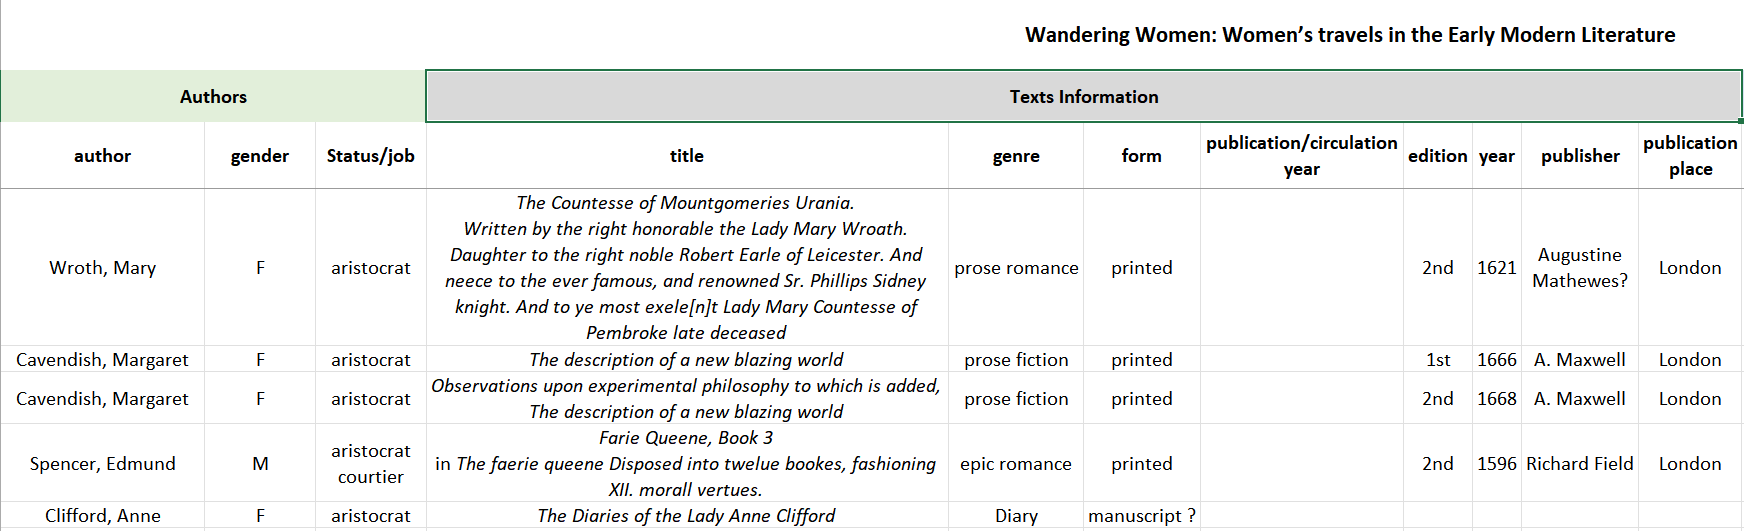 Wandering Women: Women’s travels in the Early Modern Literature
Authors
Texts Information
author
gender
Status/job
title
genre
form
publication/circulation
year
edition
year
publisher
publication
place
Wroth, Mary
F
aristocrat
The Countesse of Mountgomeries Urania.
Written by the right honorable the Lady Mary Wroath.
Daughter to the right noble Robert Earle of Leicester. And
neece to the ever famous, and renowned Sr. Phillips Sidney
knight. And to ye most exele[n]t Lady Mary Countesse of
Pembroke late deceased
prose romance
printed
2nd
1621
Augustine
Mathewes?
London
Cavendish, Margaret
F
aristocrat
The description of a new blazing world
prose fiction
printed
1st
1666
A. Maxwell
London
Cavendish, Margaret
F
aristocrat
Observations upon experimental philosophy to which is added,
The description of a new blazing world
prose fiction
printed
2nd
1668
A. Maxwell
London
Spencer, Edmund
M
aristocrat
courtier
Farie Queene, Book 3
in The faerie queene Disposed into twelue bookes, fashioning
XII. morall vertues.
epic romance
printed
2nd
1596
Richard Field
London
Clifford, Anne
F
aristocrat
The Diaries of the Lady Anne Clifford
Diary
manuscript ?